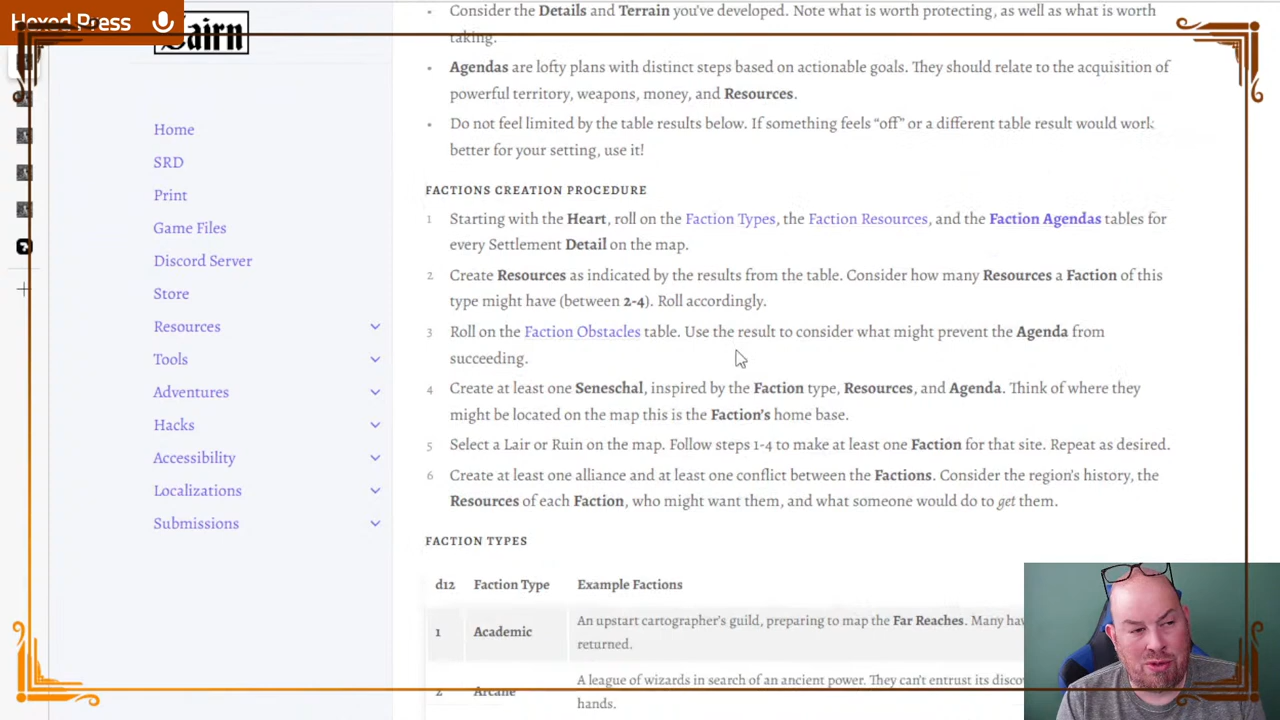 Hexed Press
Cairn
Home
SRD
Print
Game Files
Discord Server
Store
Resources
Tools
Adventures
Hacks
Accessibility
Localizations
Submissions
• Consider the Details and Terrain you've developed. Note what is worth protecting, as well as what is worth
taking.
• Agendas are lofty plans with distinct steps based on actionable goals. They should relate to the acquisition of
powerful territory, weapons, money, and Resources.
• Do not feel limited by the table results below. If something feels “off” or a different table result would work
better for your setting, use it!
FACTIONS CREATION PROCEDURE
1 Starting with the Heart, roll on the Faction Types, the Faction Resources, and the Faction Agendas tables for
every Settlement Detail on the map.
2 Create Resources as indicated by the results from the table. Consider how many Resources a Faction of this
type might have (between 2-4). Roll accordingly.
3 Roll on the Faction Obstacles table. Use the result to consider what might prevent the Agenda from
succeeding.
4 Create at least one Seneschal, inspired by the Faction type, Resources, and Agenda. Think of where they
might be located on the map this is the Faction's home base.
5 Select a Lair or Ruin on the map. Follow steps 1-4 to make at least one Faction for that site. Repeat as desired.
6 Create at least one alliance and at least one conflict between the Factions. Consider the region's history, the
Resources of each Faction, who might want them, and what someone would do to get them.
FACTION TYPES
d12 Faction Type Example Factions
1 Academic An upstart cartographer's guild, preparing to map the Far Reaches. Many
returned.
2 Arcane A league of wizards in search of an ancient power. They can't entrust its
hands.